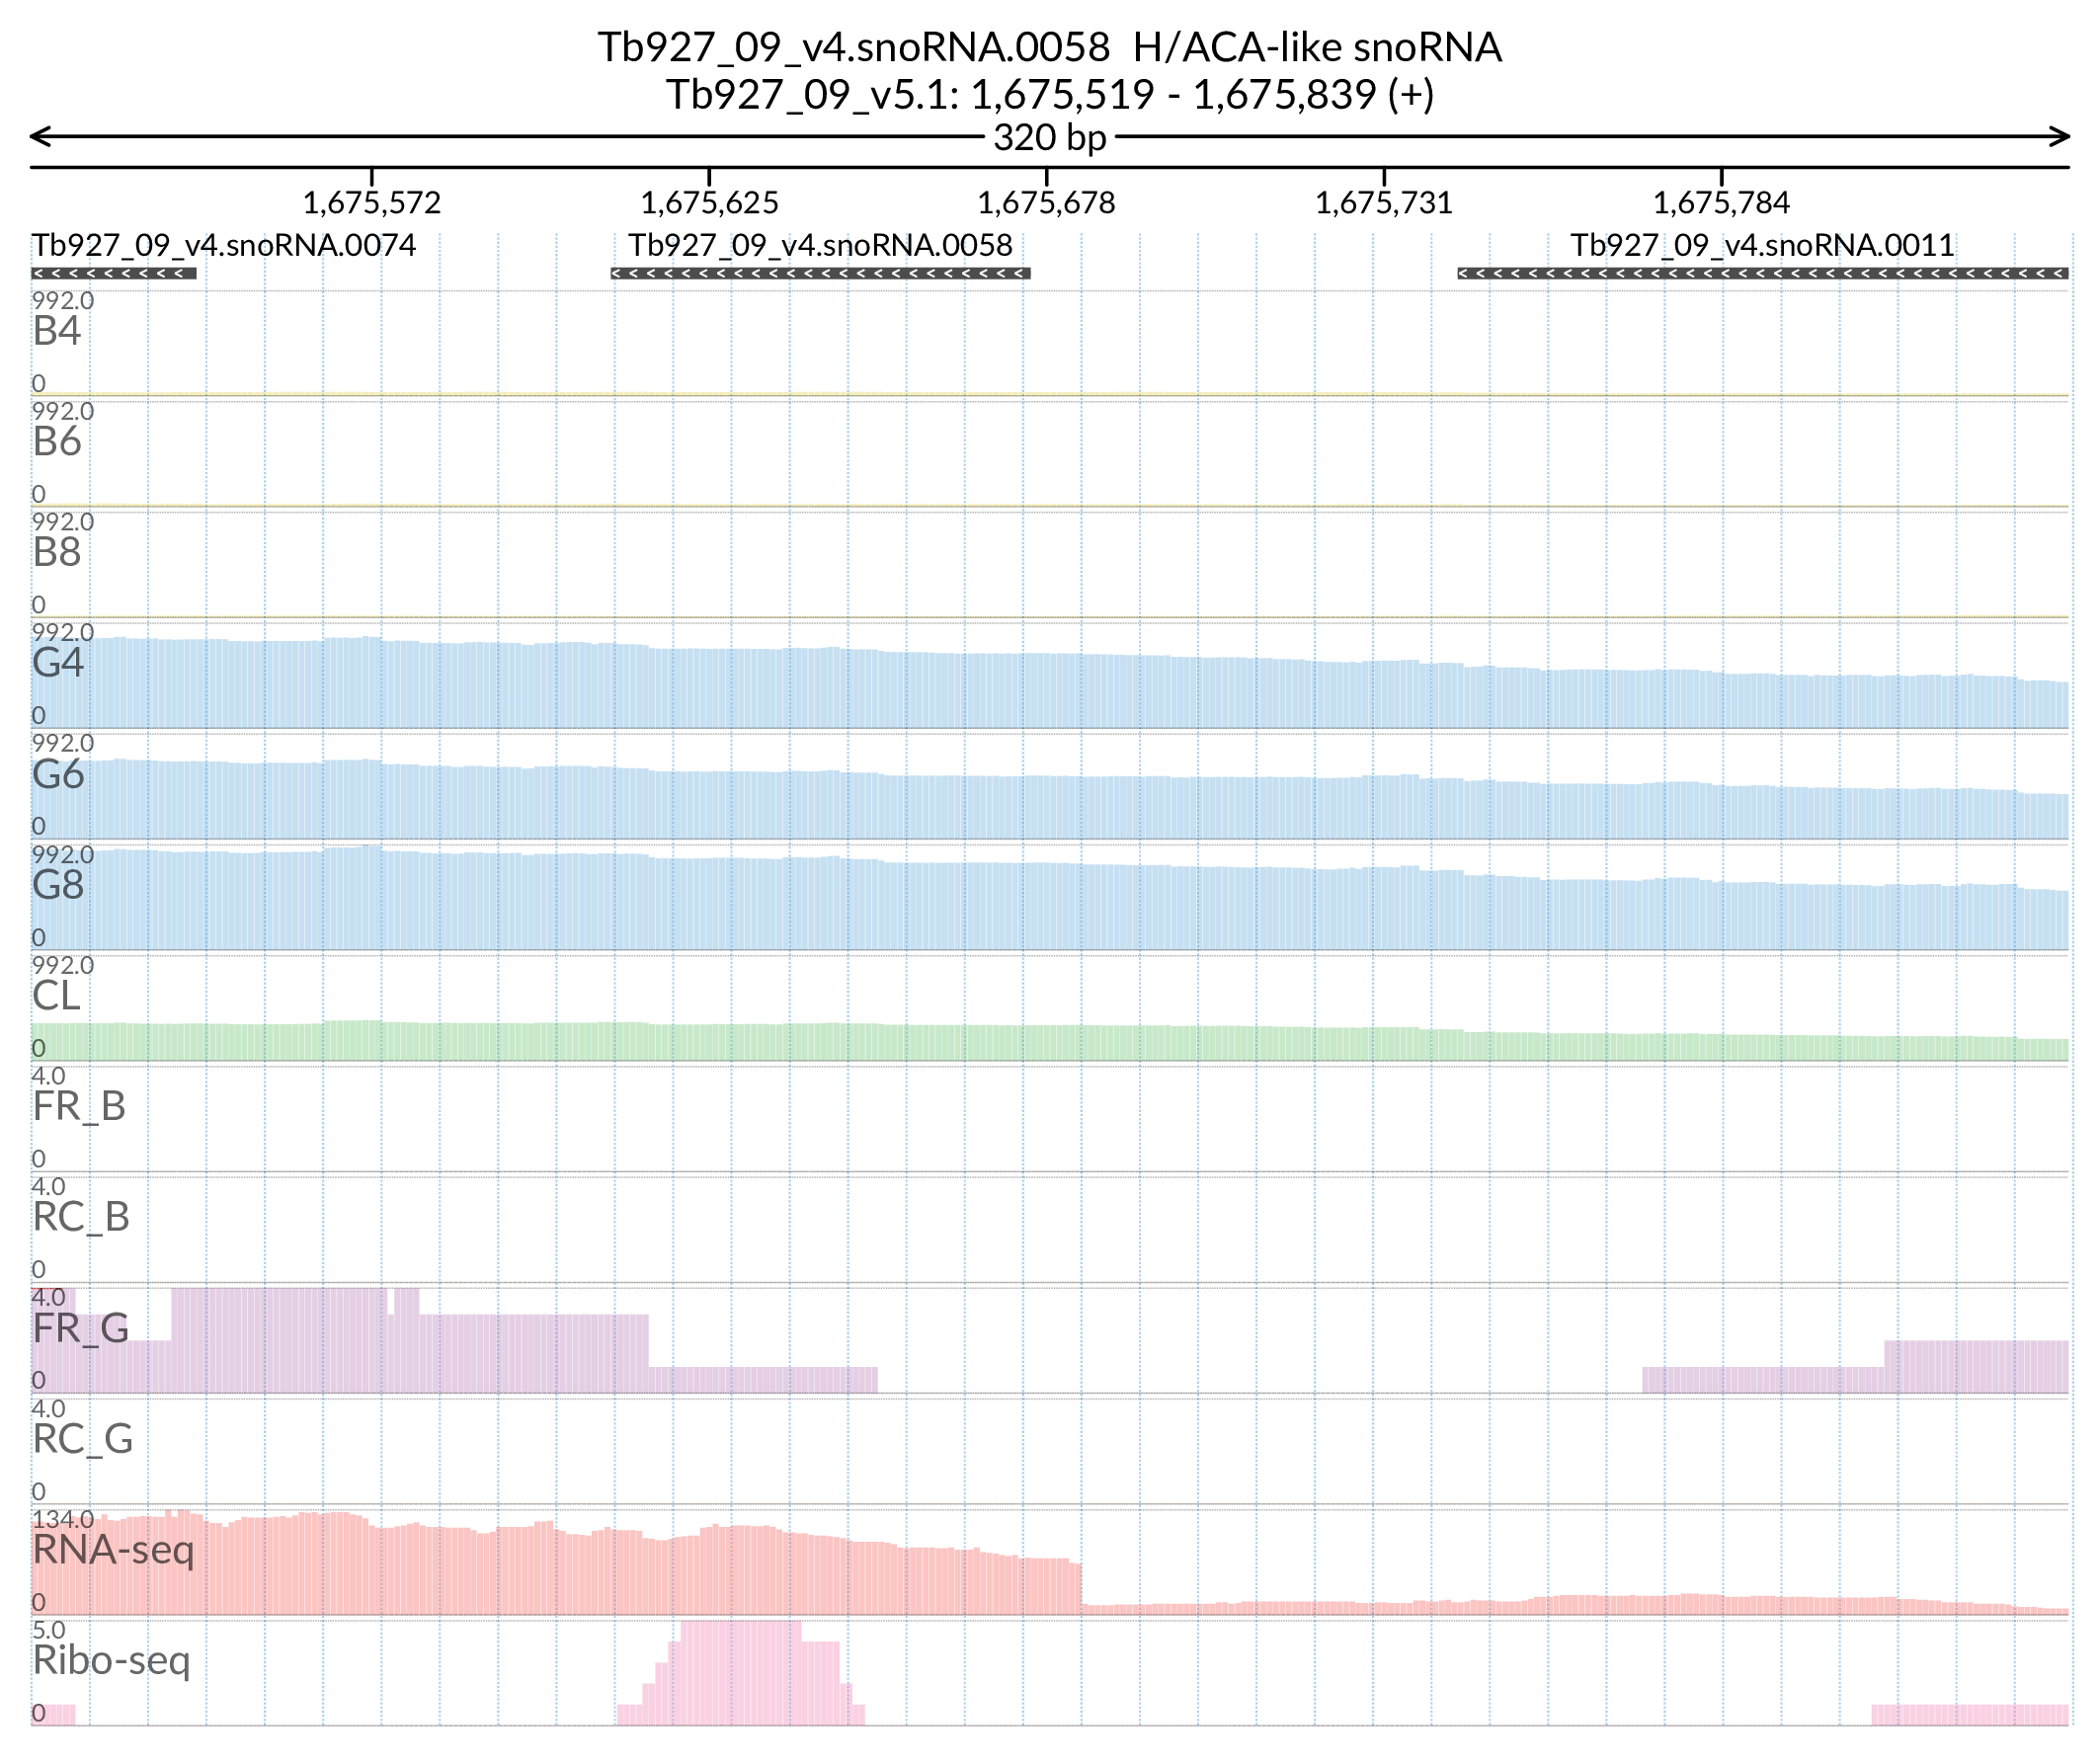 Tb927_09_v4.snoRNA.0058  H/ACA-like snoRNA
Tb927_09_v5.1: 1,675,519 - 1,675,839 (+)
320 bp
1,675,572 1,675,625 1,675,678 1,675,731 1,675,784
Tb927_09_v4.snoRNA.0074 Tb927_09_v4.snoRNA.0058 Tb927_09_v4.snoRNA.0011
992.0
B4
0
992.0
B6
0
992.0
B8
0
992.0
G4
0
992.0
G6
0
992.0
G8
0
992.0
CL
0
4.0
FR_B
0
4.0
RC_B
0
4.0
FR_G
0
4.0
RC_G
0
134.0
RNA-seq
0
5.0
Ribo-seq
0